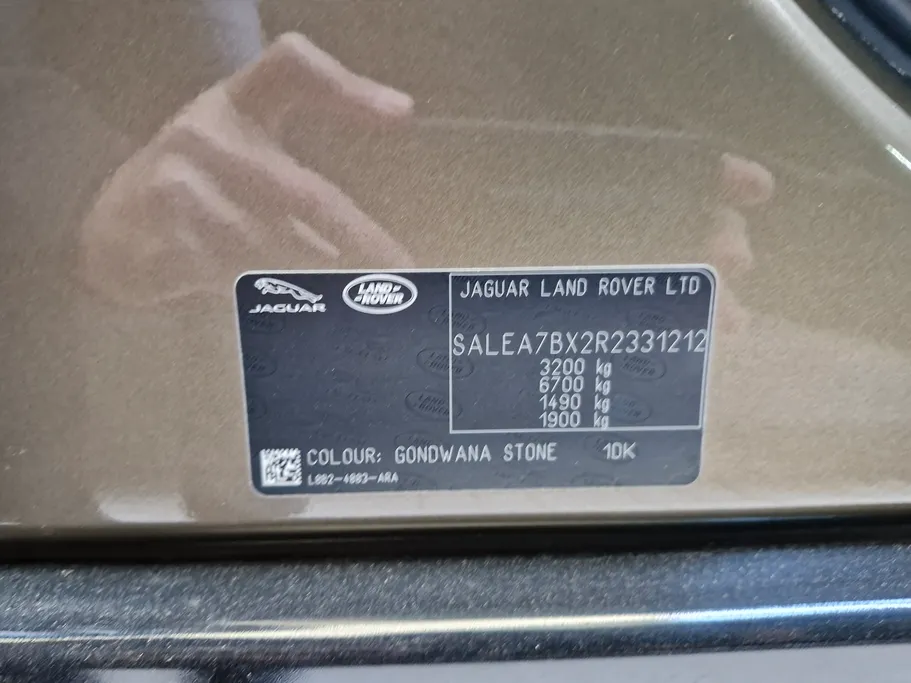 JAGUAR
LAND ROVER
JAGUAR LAND ROVER LTD
SALEA7BX2R2331212
3200 kg
6700 kg
1490 kg
1900 kg
COLOUR: GONDWANA STONE 1DK
L8B2-4883-ARA